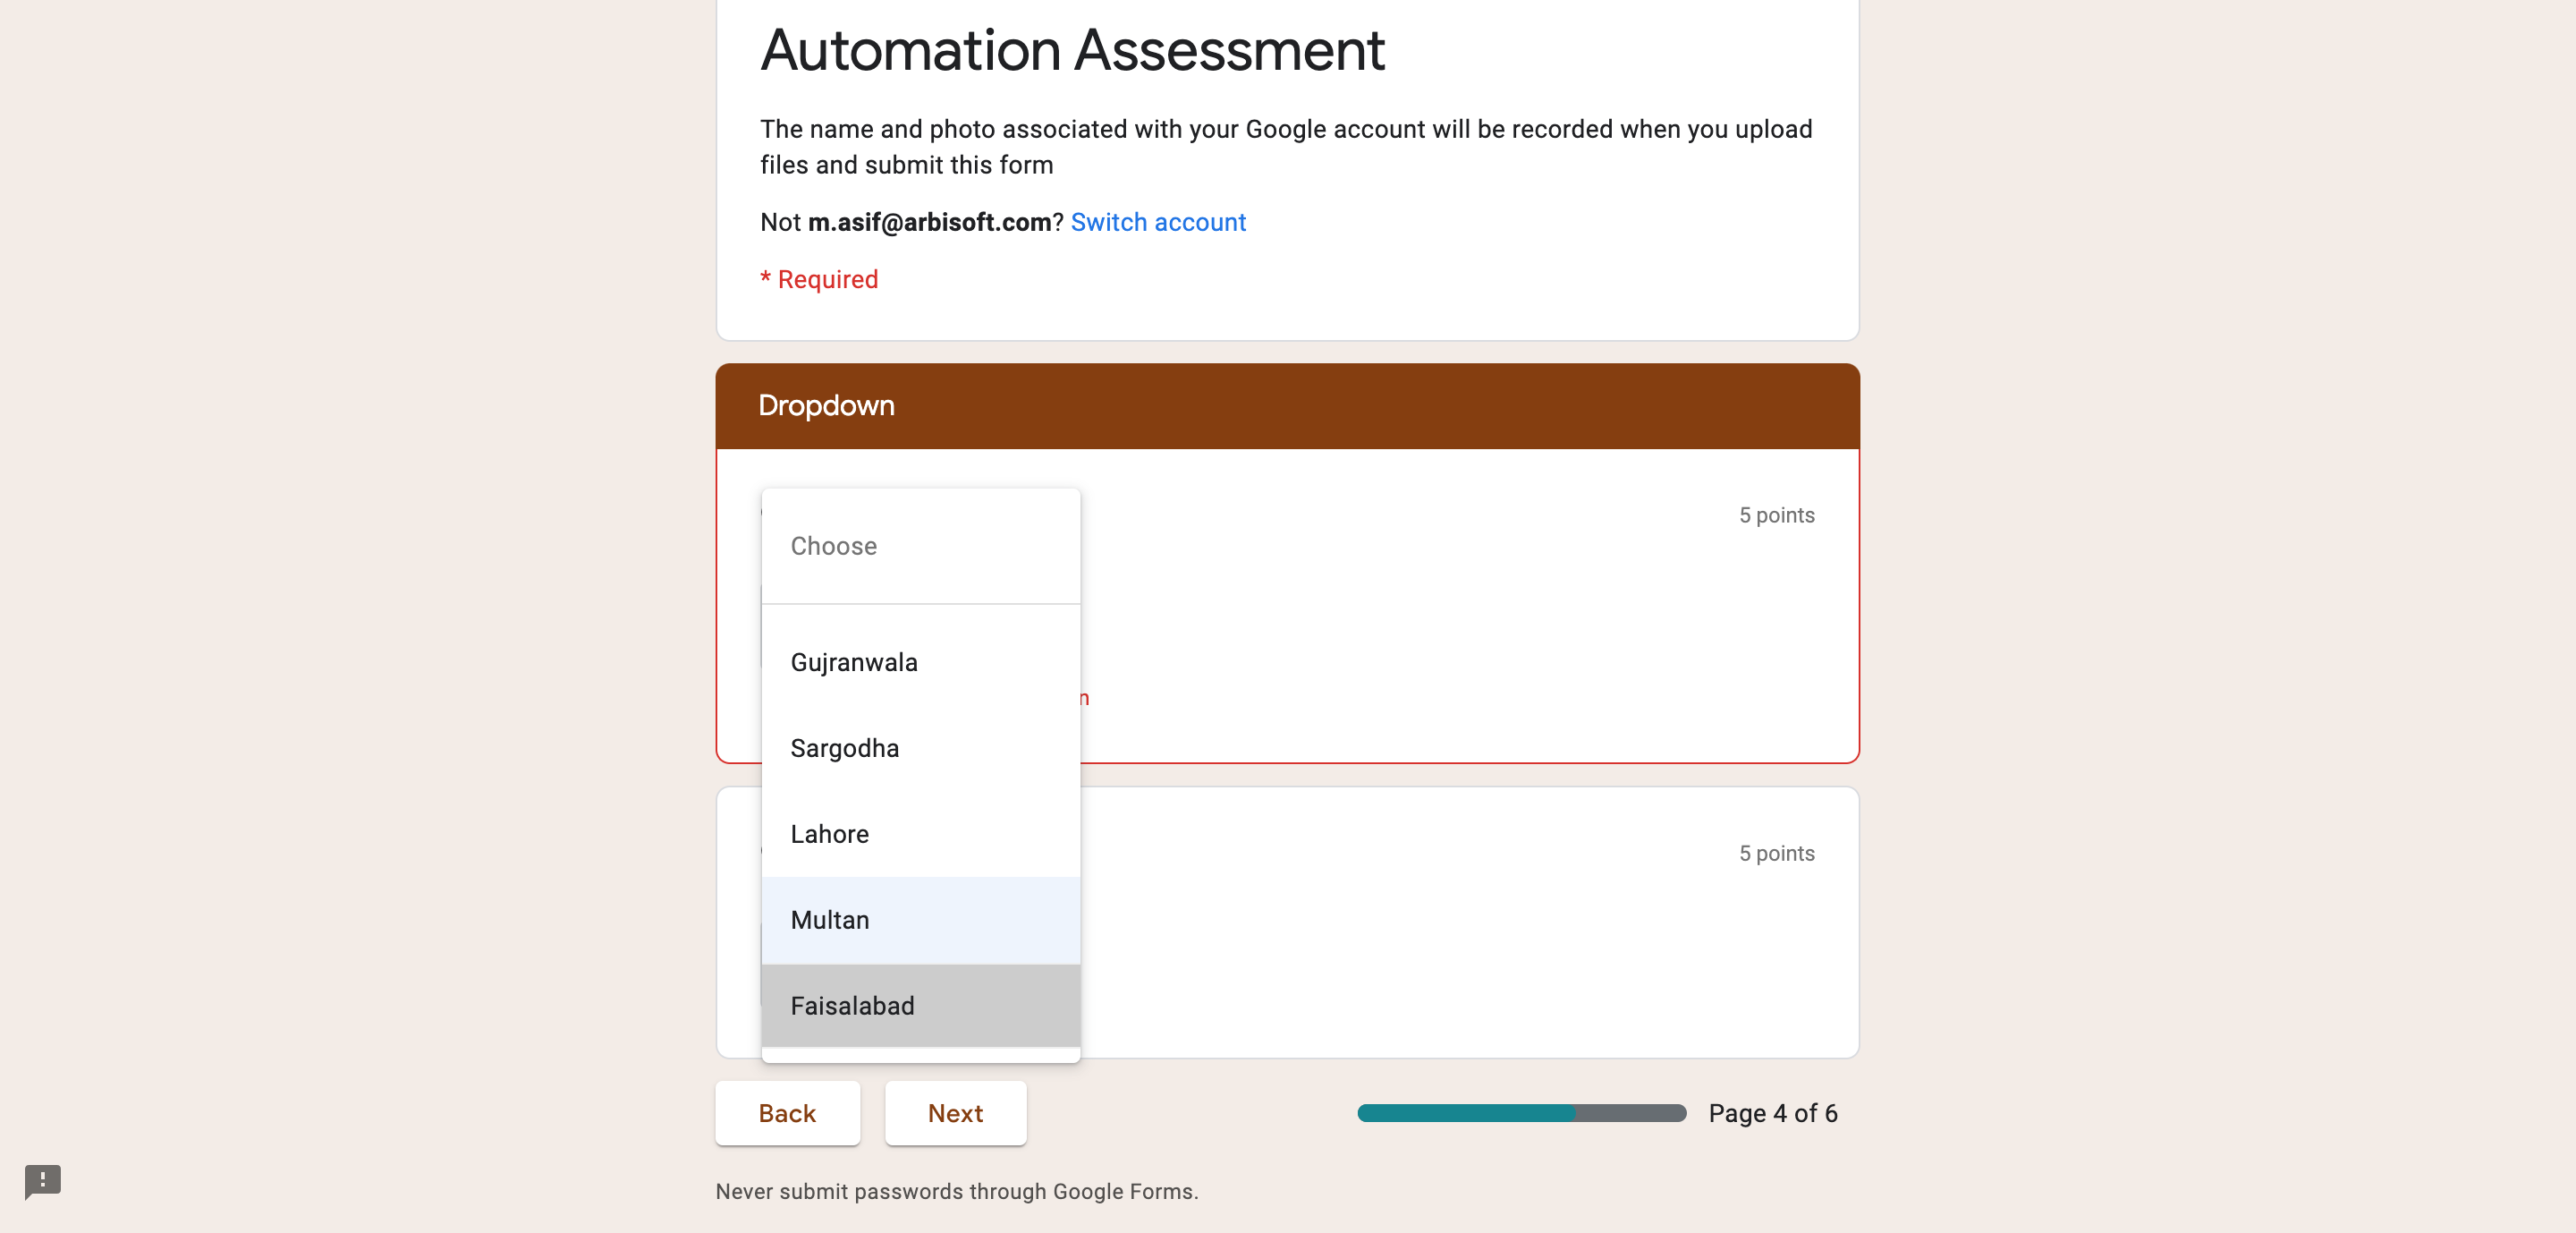 Automation Assessment
The name and photo associated with your Google account will be recorded when you upload
files and submit this form
Not m.asif@arbisoft.com? Switch account
* Required
Dropdown
5 points
Choose
Gujranwala
Sargodha
Lahore
5 points
Multan
Faisalabad
Back
Next
Page 4 of 6
Never submit passwords through Google Forms.